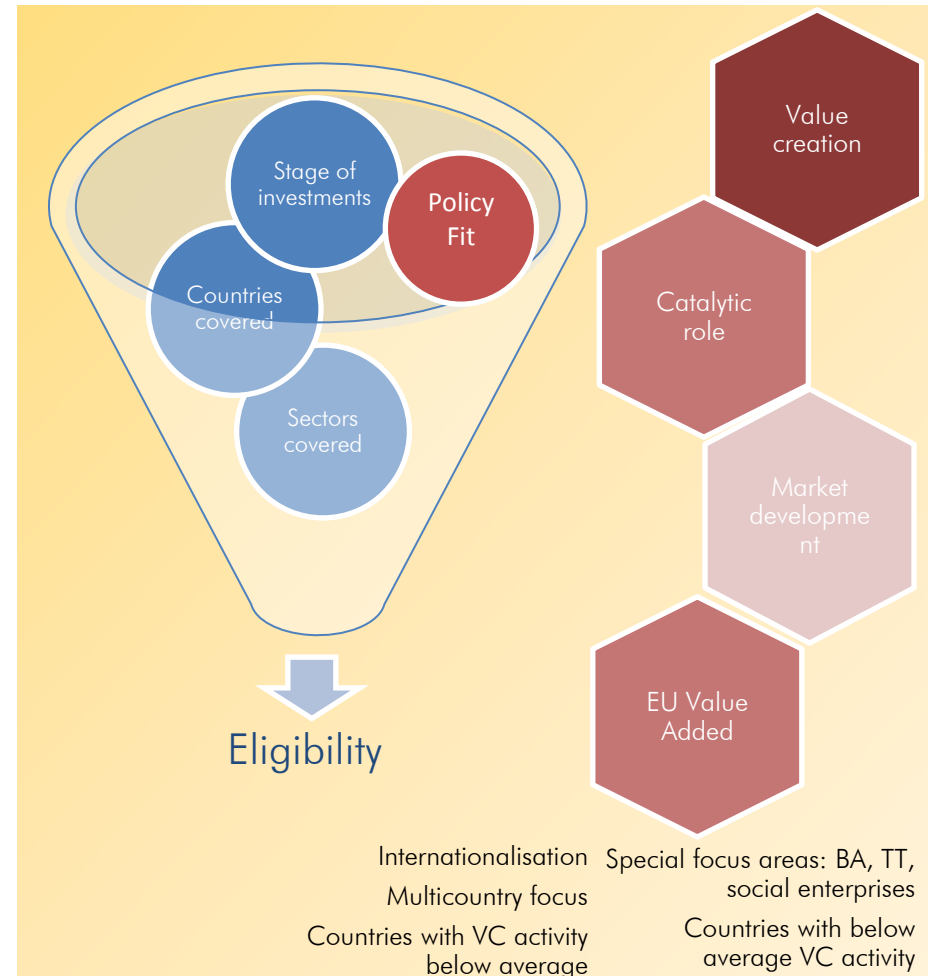 Stage of
investments
Policy
Fit
Countries
covered
Sectors
covered
Eligibility
Value
creation
Catalytic
role
Market
developme
nt
EU Value
Added
Internationalisation
Multicountry focus
Countries with VC activity
below average
Special focus areas: BA, TT,
social enterprises
Countries with below
average VC activity